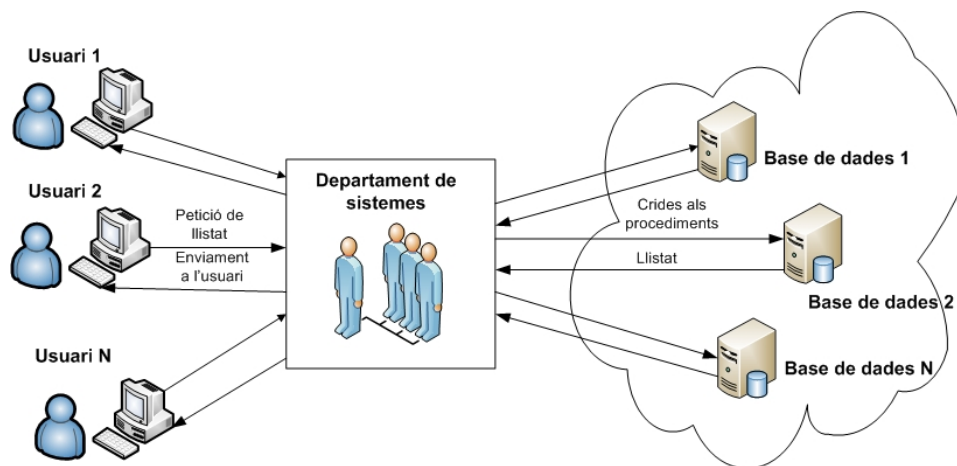 Usuari 1
Usuari 2
Petició de
llistat
Enviament
a l'usuari
Usuari N
Departament de
sistemes
Crides als
procediments
Llistat
Base de dades 1
Base de dades 2
Base de dades N